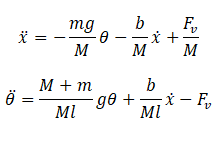 ẍ = −mg/M θ − b/M ẋ + F_v/M
θ̈ = M + m/Ml gθ + b/Ml ẋ − F_v